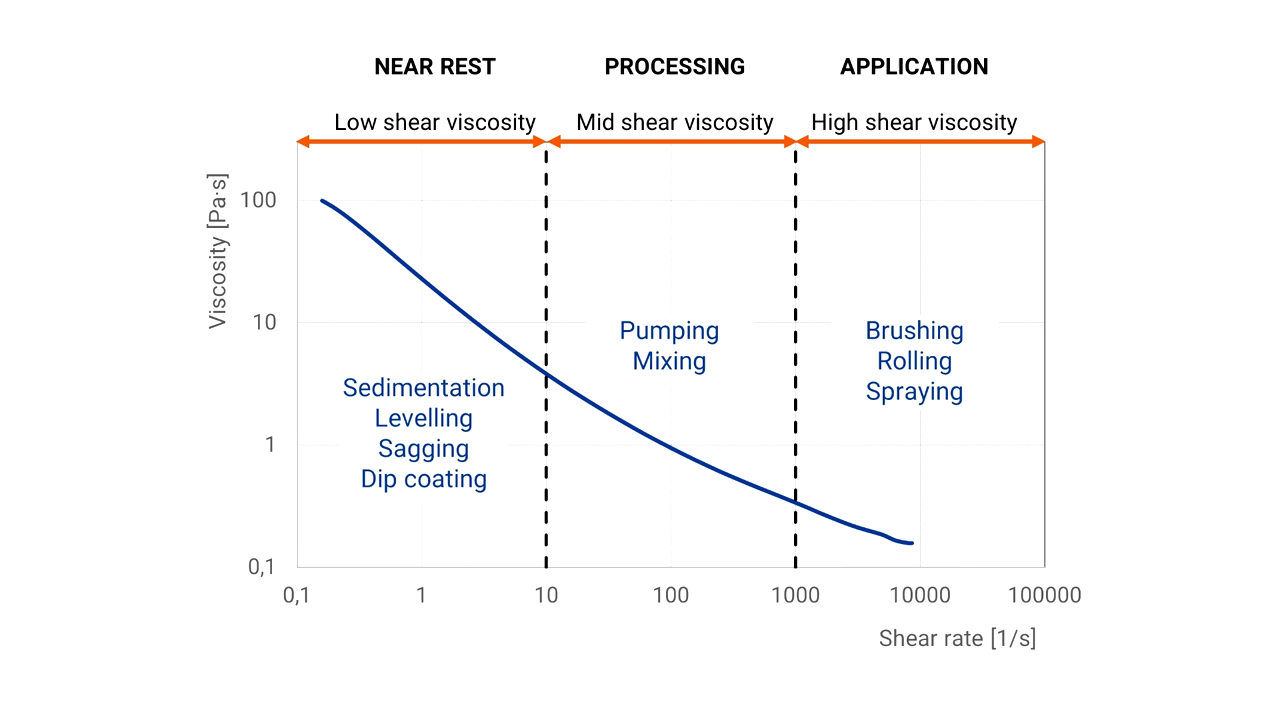 NEAR REST
PROCESSING
APPLICATION
Low shear viscosity
Mid shear viscosity
High shear viscosity
Viscosity [Pa·s]
100
10
1
0,1
Pumping
Mixing
Brushing
Rolling
Spraying
Sedimentation
Levelling
Sagging
Dip coating
0,1
1
10
100
1000
10000
100000
Shear rate [1/s]